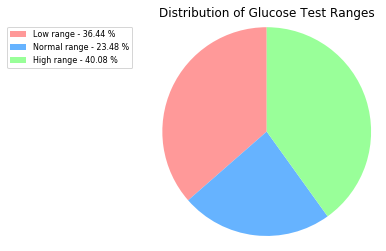 Distribution of Glucose Test Ranges
Low range - 36.44 %
Normal range - 23.48 %
High range - 40.08 %